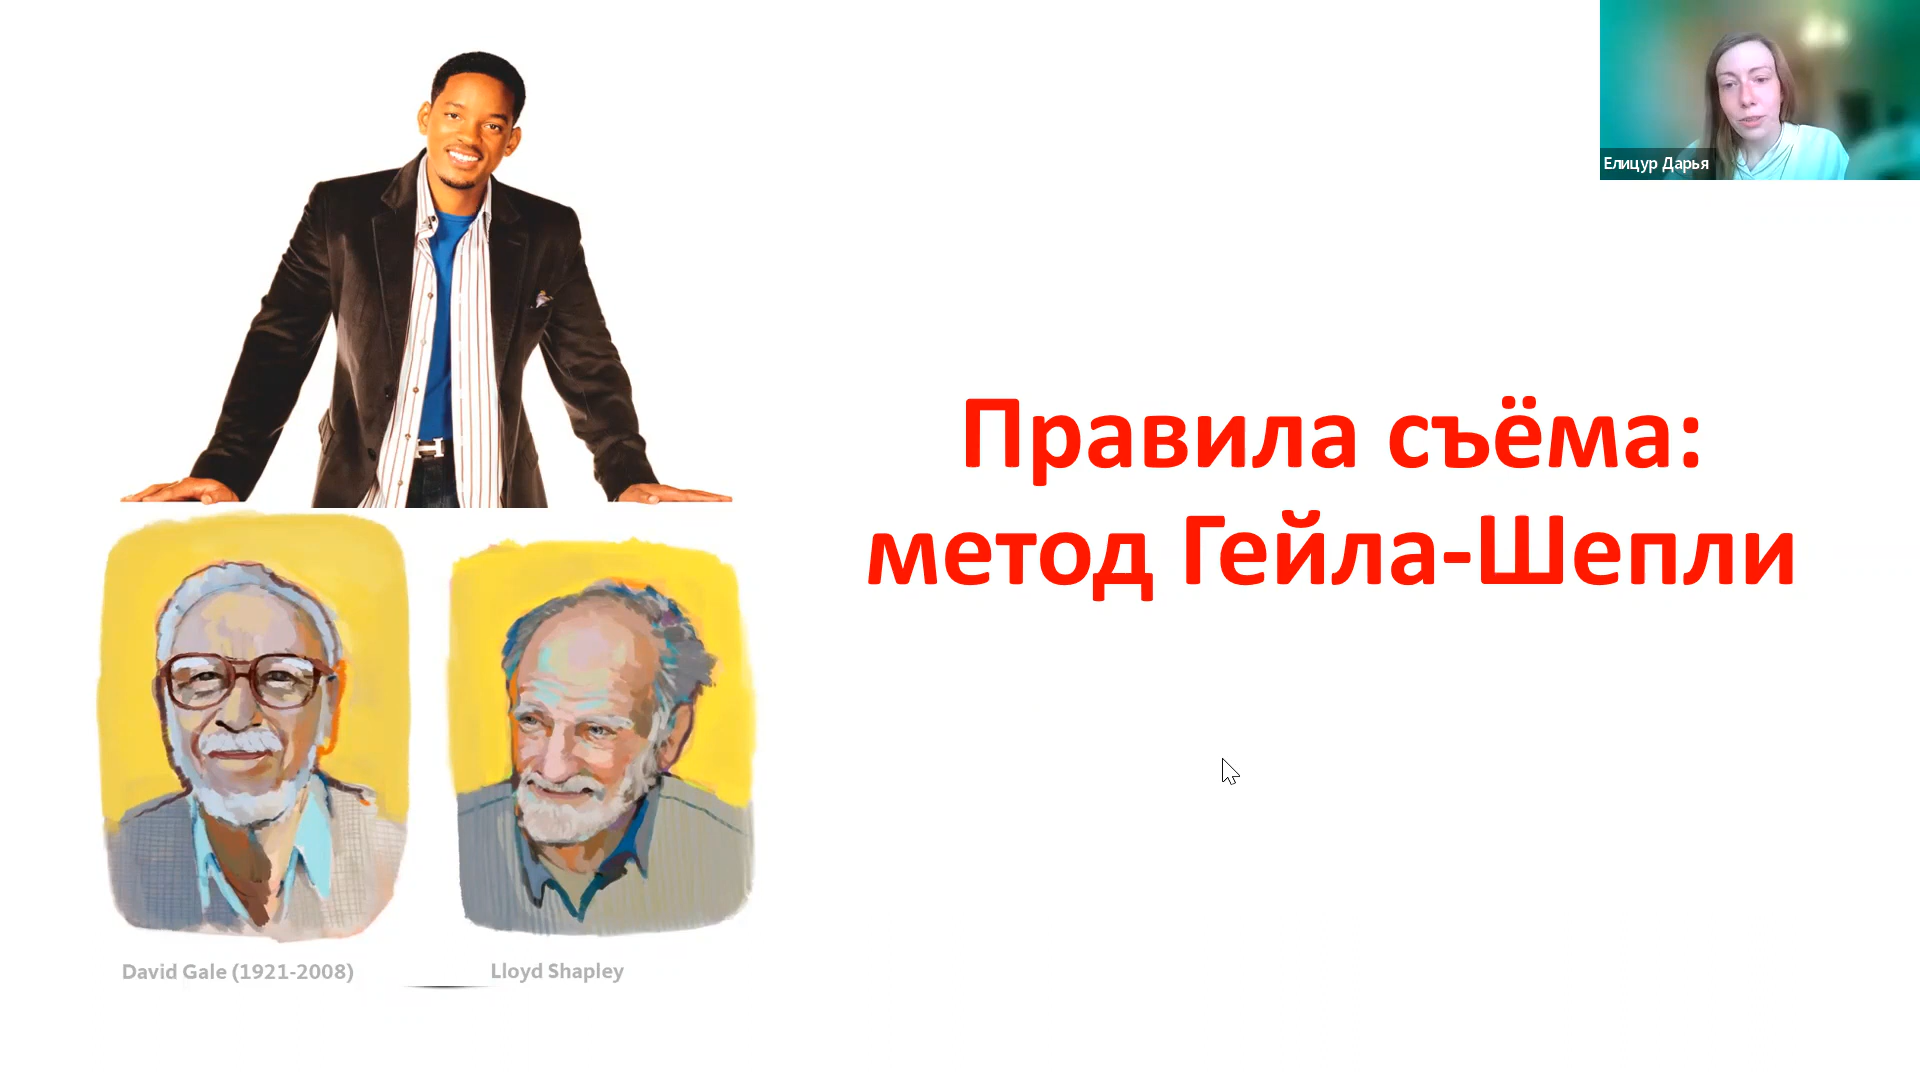 Елицур Дарья
Правила съёма:
метод Гейла-Шепли
David Gale (1921-2008)
Lloyd Shapley